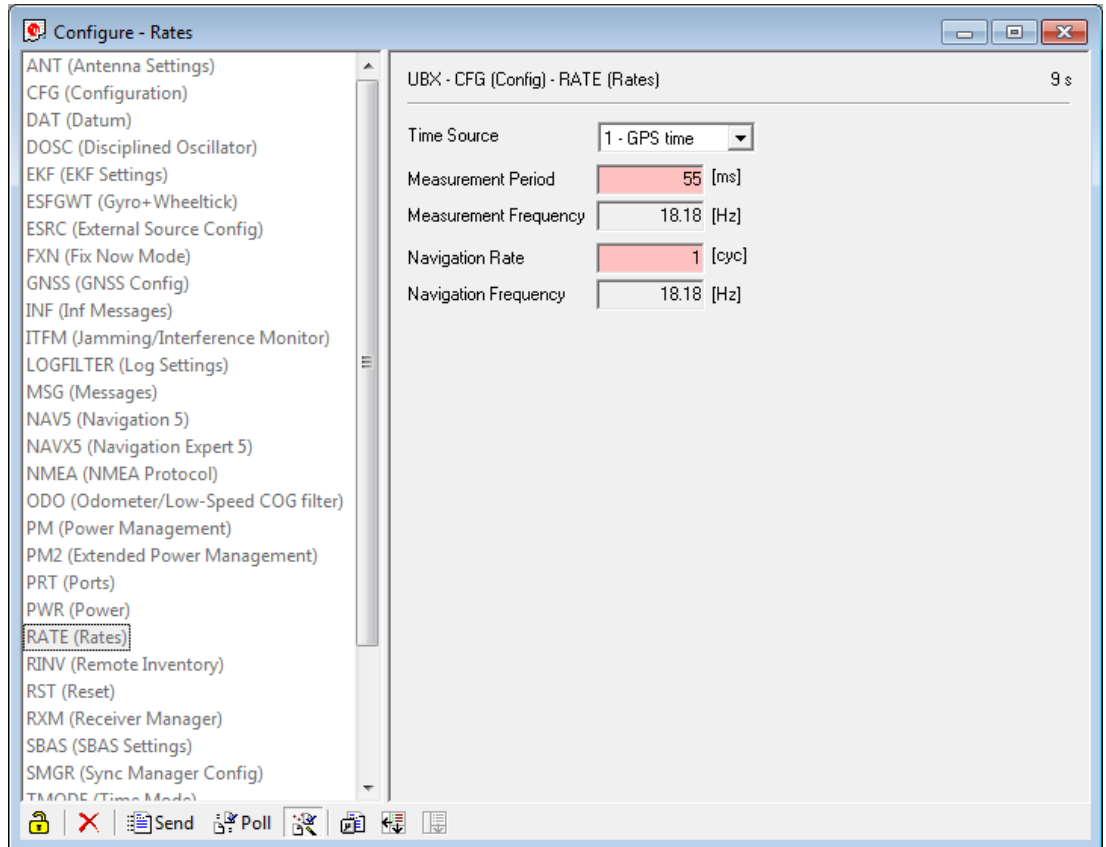 Configure - Rates
ANT (Antenna Settings)
CFG (Configuration)
DAT (Datum)
DOSC (Disciplined Oscillator)
EKF (EKF Settings)
ESFGWT (Gyro+Wheeltick)
ESRC (External Source Config)
FXN (Fix Now Mode)
GNSS (GNSS Config)
INF (Inf Messages)
ITFM (Jamming/Interference Monitor)
LOGFILTER (Log Settings)
MSG (Messages)
NAV5 (Navigation 5)
NAVX5 (Navigation Expert 5)
NMEA (NMEA Protocol)
ODO (Odometer/Low-Speed COG filter)
PM (Power Management)
PM2 (Extended Power Management)
PRT (Ports)
PWR (Power)
RATE (Rates)
RINV (Remote Inventory)
RST (Reset)
RXM (Receiver Manager)
SBAS (SBAS Settings)
SMGR (Sync Manager Config)
TMODE (Time Mode)
UBX - CFG (Config) - RATE (Rates) 9 s
Time Source 1 - GPS time
Measurement Period 55 [ms]
Measurement Frequency 18.18 [Hz]
Navigation Rate 1 [cyc]
Navigation Frequency 18.18 [Hz]
Send Poll